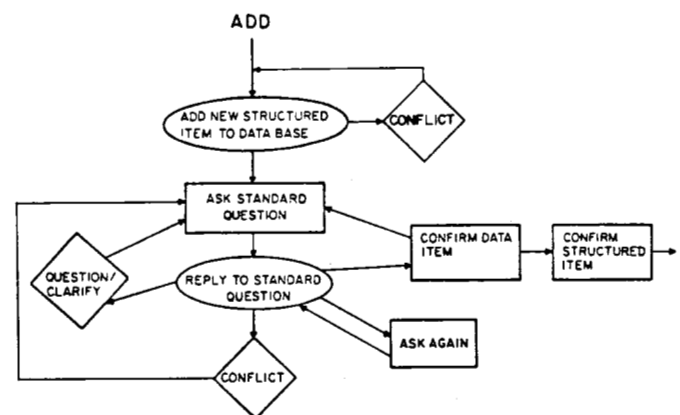 ADD
ADD NEW STRUCTURED
ITEM TO DATA BASE
CONFLICT
ASK STANDARD
QUESTION
CONFIRM DATA
ITEM
CONFIRM
STRUCTURED
ITEM
QUESTION/
CLARIFY
REPLY TO STANDARD
QUESTION
ASK AGAIN
CONFLICT